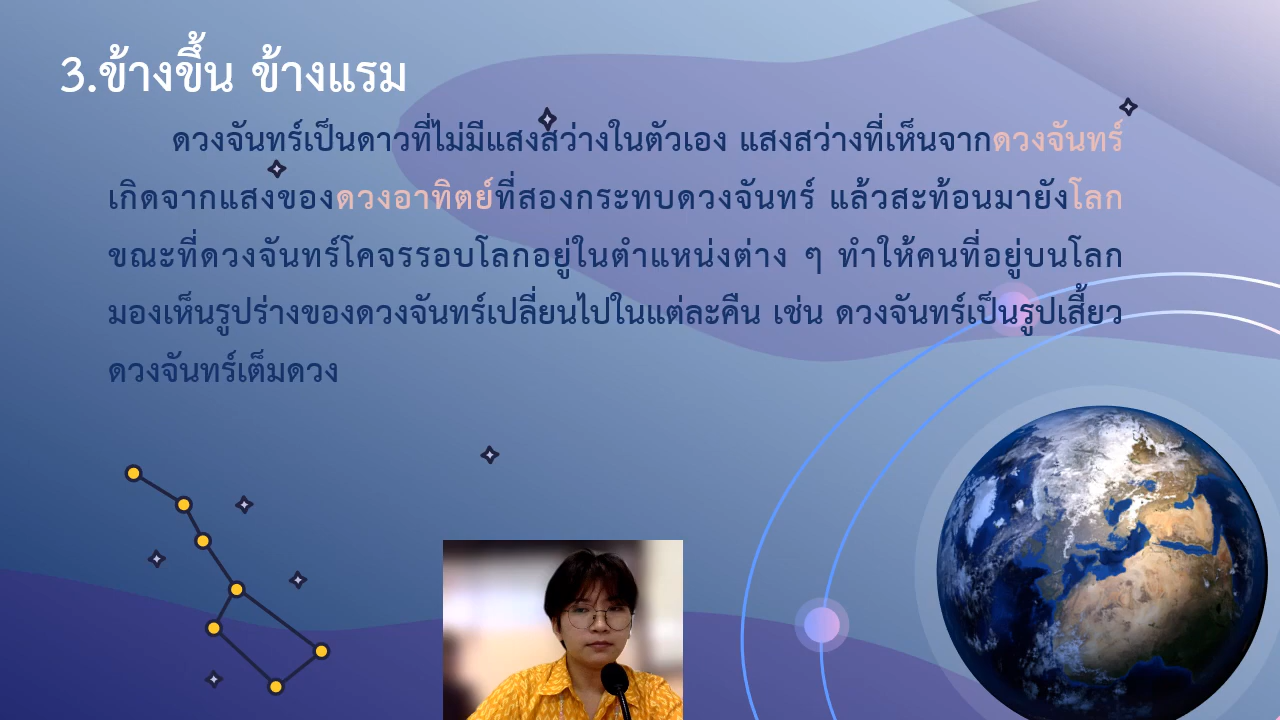 3.ข้างขึ้น ข้างแรม
ดวงจันทร์เป็นดาวที่ไม่มีแสงสว่างในตัวเอง แสงสว่างที่เห็นจากดวงจันทร์
เกิดจากแสงของดวงอาทิตย์ที่สองกระทบดวงจันทร์ แล้วสะท้อนมายังโลก
ขณะที่ดวงจันทร์โคจรรอบโลกอยู่ในตำแหน่งต่าง ๆ ทำให้คนที่อยู่บนโลก
มองเห็นรูปร่างของดวงจันทร์เปลี่ยนไปในแต่ละคืน เช่น ดวงจันทร์เป็นรูปเสี้ยว
ดวงจันทร์เต็มดวง